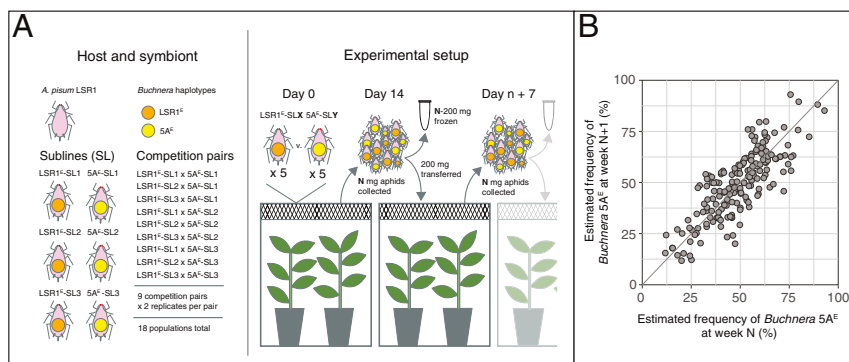 A
Host and symbiont
A. pisum LSR1
Buchnera haplotypes
LSR1ᴱ
5Aᴱ
Sublines (SL)
LSR1ᴱ-SL1 5Aᴱ-SL1
LSR1ᴱ-SL2 5Aᴱ-SL2
LSR1ᴱ-SL3 5Aᴱ-SL3
Competition pairs
LSR1ᴱ-SL1 x 5Aᴱ-SL1
LSR1ᴱ-SL2 x 5Aᴱ-SL1
LSR1ᴱ-SL3 x 5Aᴱ-SL1
LSR1ᴱ-SL1 x 5Aᴱ-SL2
LSR1ᴱ-SL2 x 5Aᴱ-SL2
LSR1ᴱ-SL3 x 5Aᴱ-SL2
LSR1ᴱ-SL1 x 5Aᴱ-SL3
LSR1ᴱ-SL2 x 5Aᴱ-SL3
LSR1ᴱ-SL3 x 5Aᴱ-SL3
9 competition pairs
x 2 replicates per pair
18 populations total
Experimental setup
Day 0
LSR1ᴱ-SLX 5Aᴱ-SLY
v.
x 5 x 5
Day 14
N-200 mg
frozen
200 mg
transferred
N mg aphids
collected
Day n + 7
N mg aphids
collected
B
Estimated frequency of
Buchnera 5Aᴱ at week N+1 (%)
100
75
50
25
0
0 25 50 75 100
Estimated frequency of Buchnera 5Aᴱ
at week N (%)